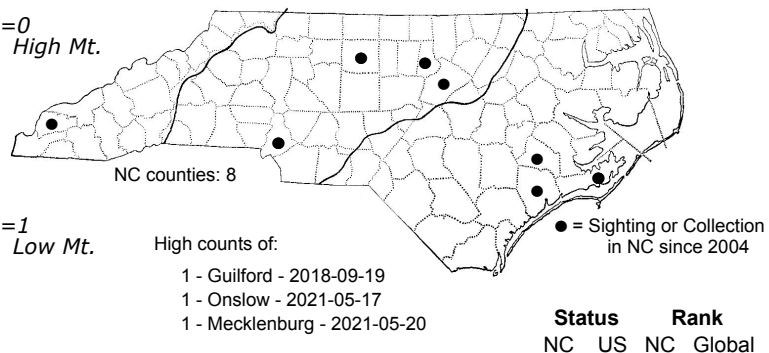 =0
High Mt.
NC counties: 8
=1
Low Mt.
High counts of:
1 - Guilford - 2018-09-19
1 - Onslow - 2021-05-17
1 - Mecklenburg - 2021-05-20
● = Sighting or Collection
in NC since 2004
Status Rank
NC US NC Global